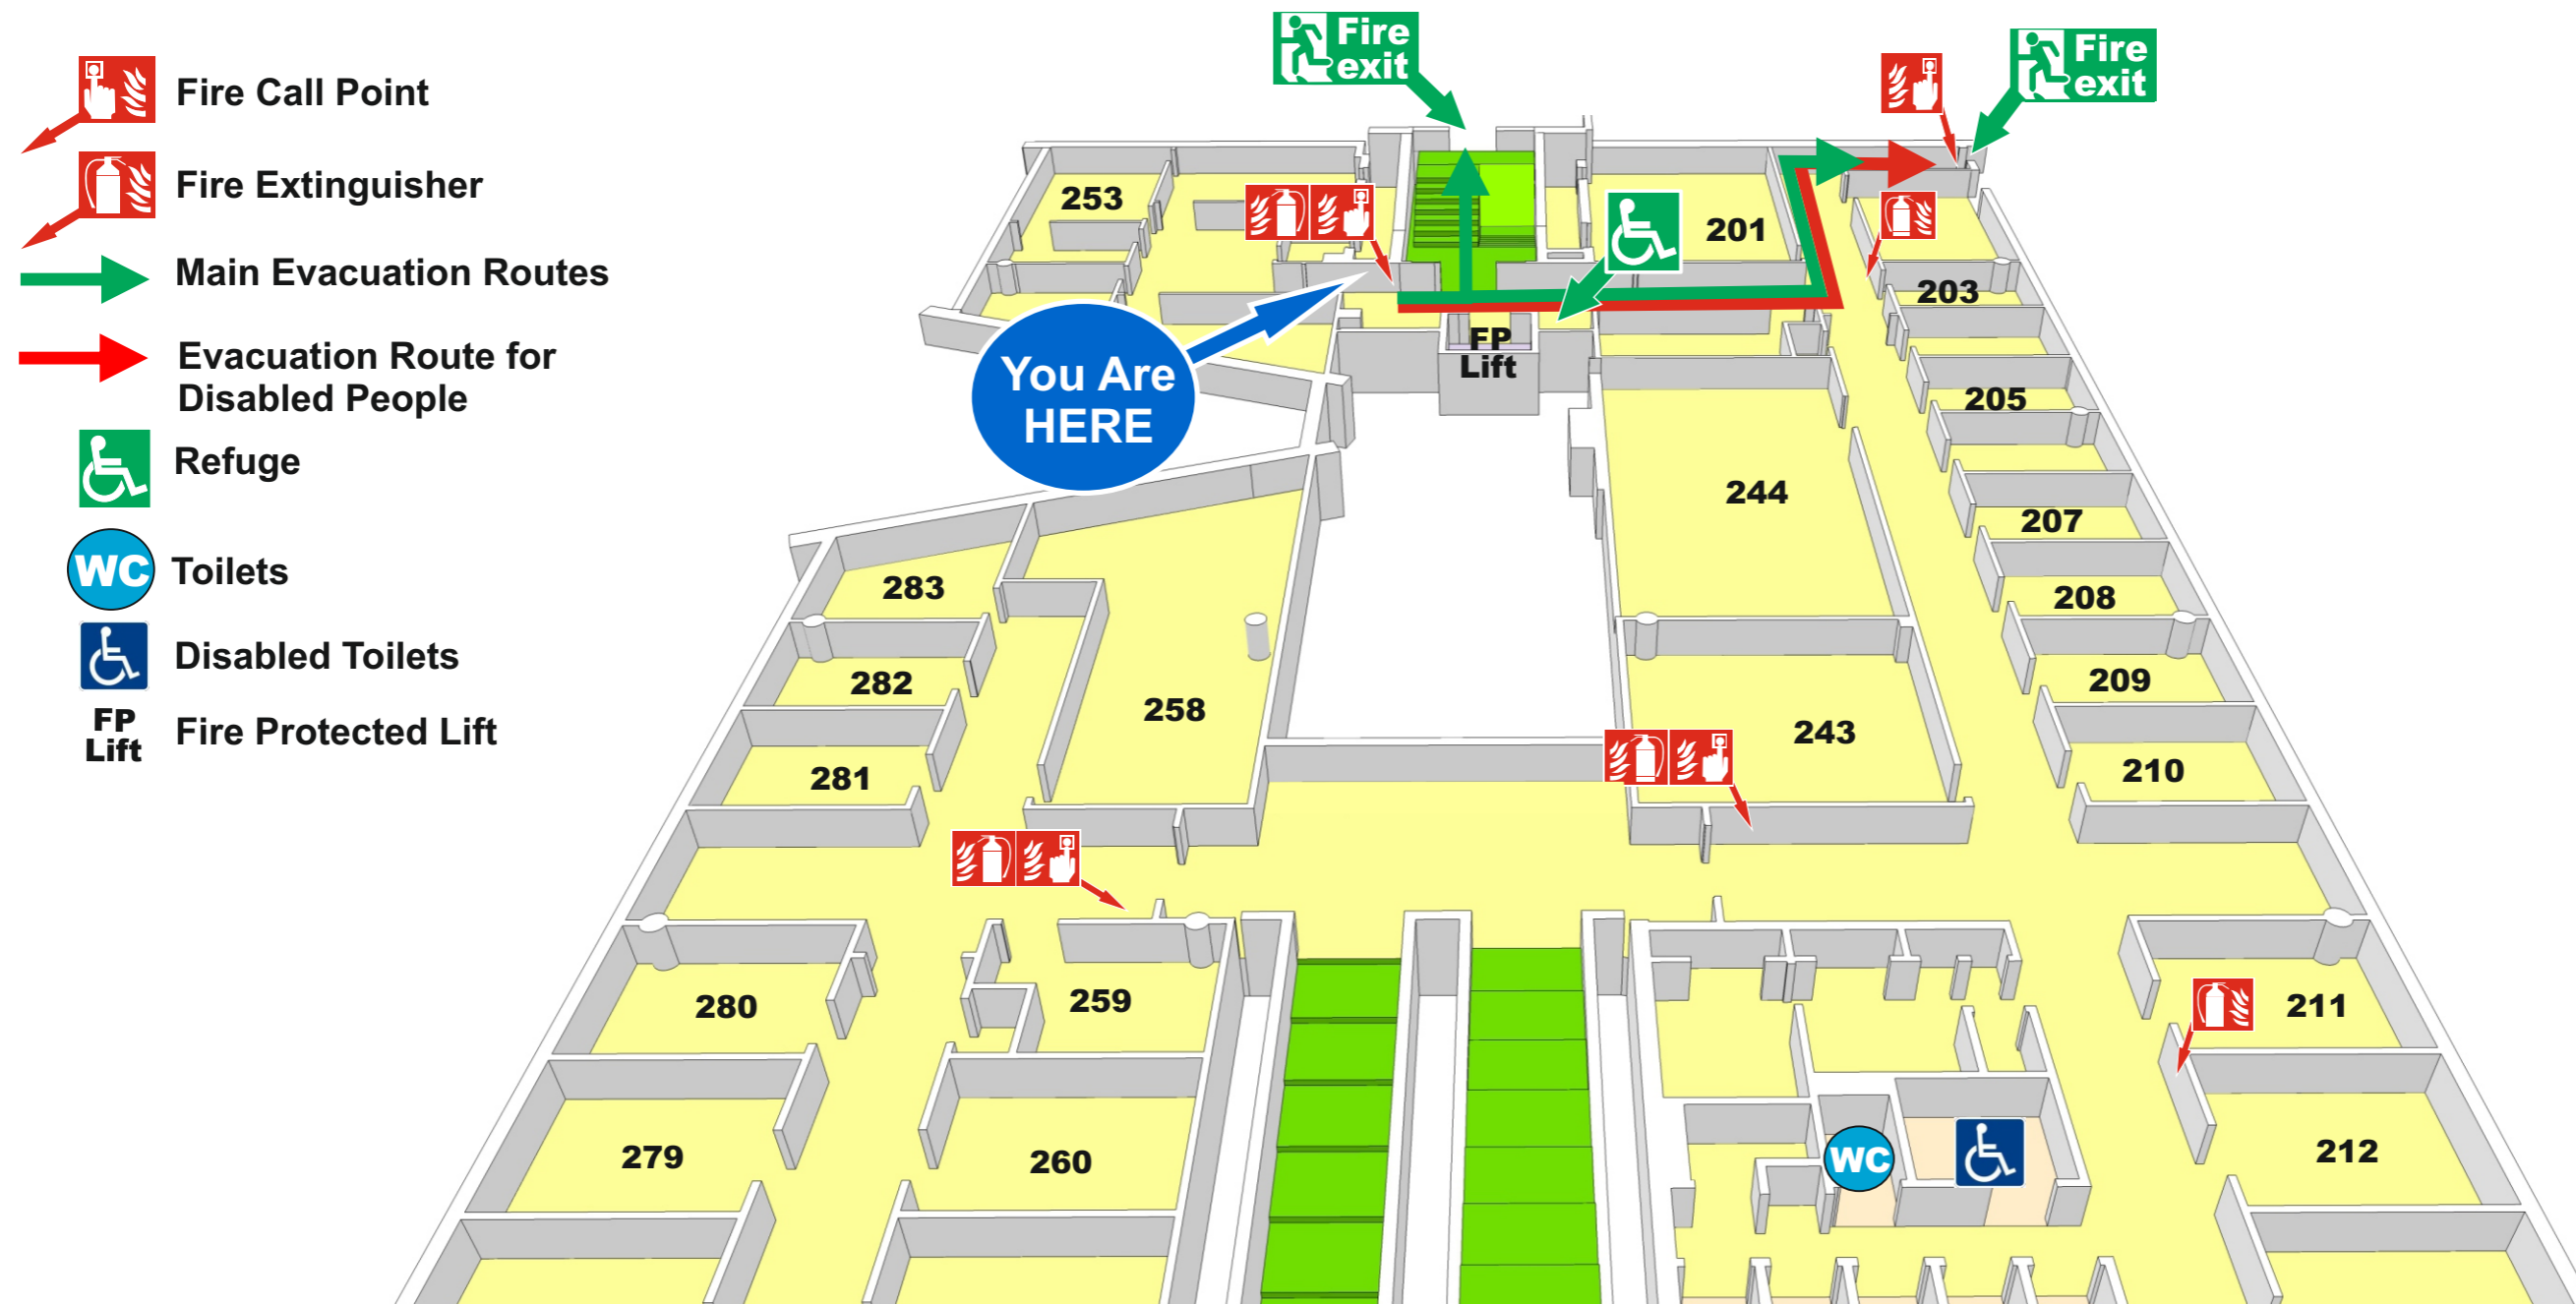 Fire Call Point
Fire Extinguisher
Main Evacuation Routes
Evacuation Route for
Disabled People
Refuge
WC
Toilets
Disabled Toilets
FP
Lift
Fire Protected Lift
Fire
exit
Fire
exit
You Are
HERE
FP
Lift
253
201
203
205
244
207
208
283
282
258
209
243
281
210
280
259
211
279
260
WC
212